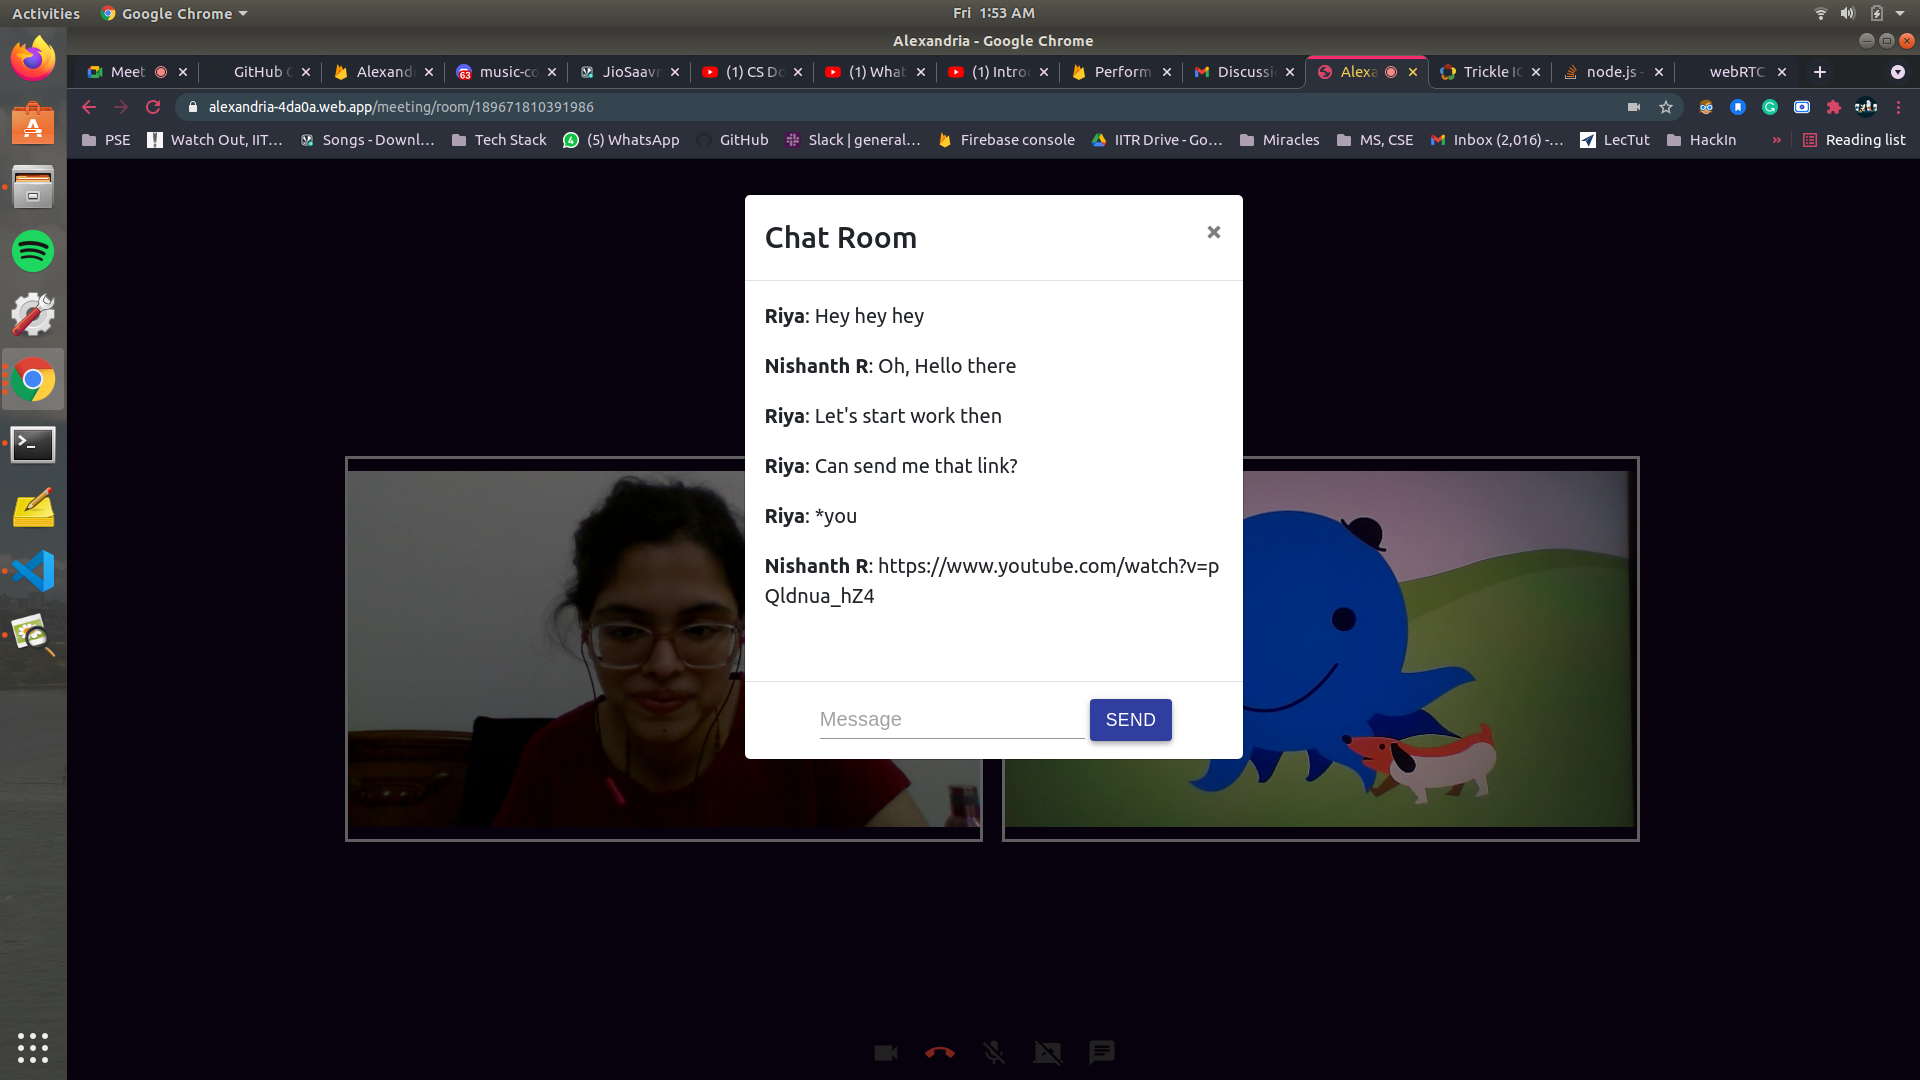 Activities Google Chrome Fri 1:53 AM
Alexandria - Google Chrome
Meet GitHub Alexand music-co JioSaav (1) CS Do (1) What (1) Intro Perform Discussi Alexa Trickle IC node.js - webRTC
alexandria-4da0a.web.app/meeting/room/189671810391986
PSE Watch Out, IIT... Songs - Downl... Tech Stack (5) WhatsApp GitHub Slack | general... Firebase console IITR Drive - Go... Miracles MS, CSE Inbox (2,016) -... LecTut HackIn » Reading list
Chat Room ×
Riya: Hey hey hey
Nishanth R: Oh, Hello there
Riya: Let's start work then
Riya: Can send me that link?
Riya: *you
Nishanth R: https://www.youtube.com/watch?v=p
Qldnua_hZ4
Message SEND